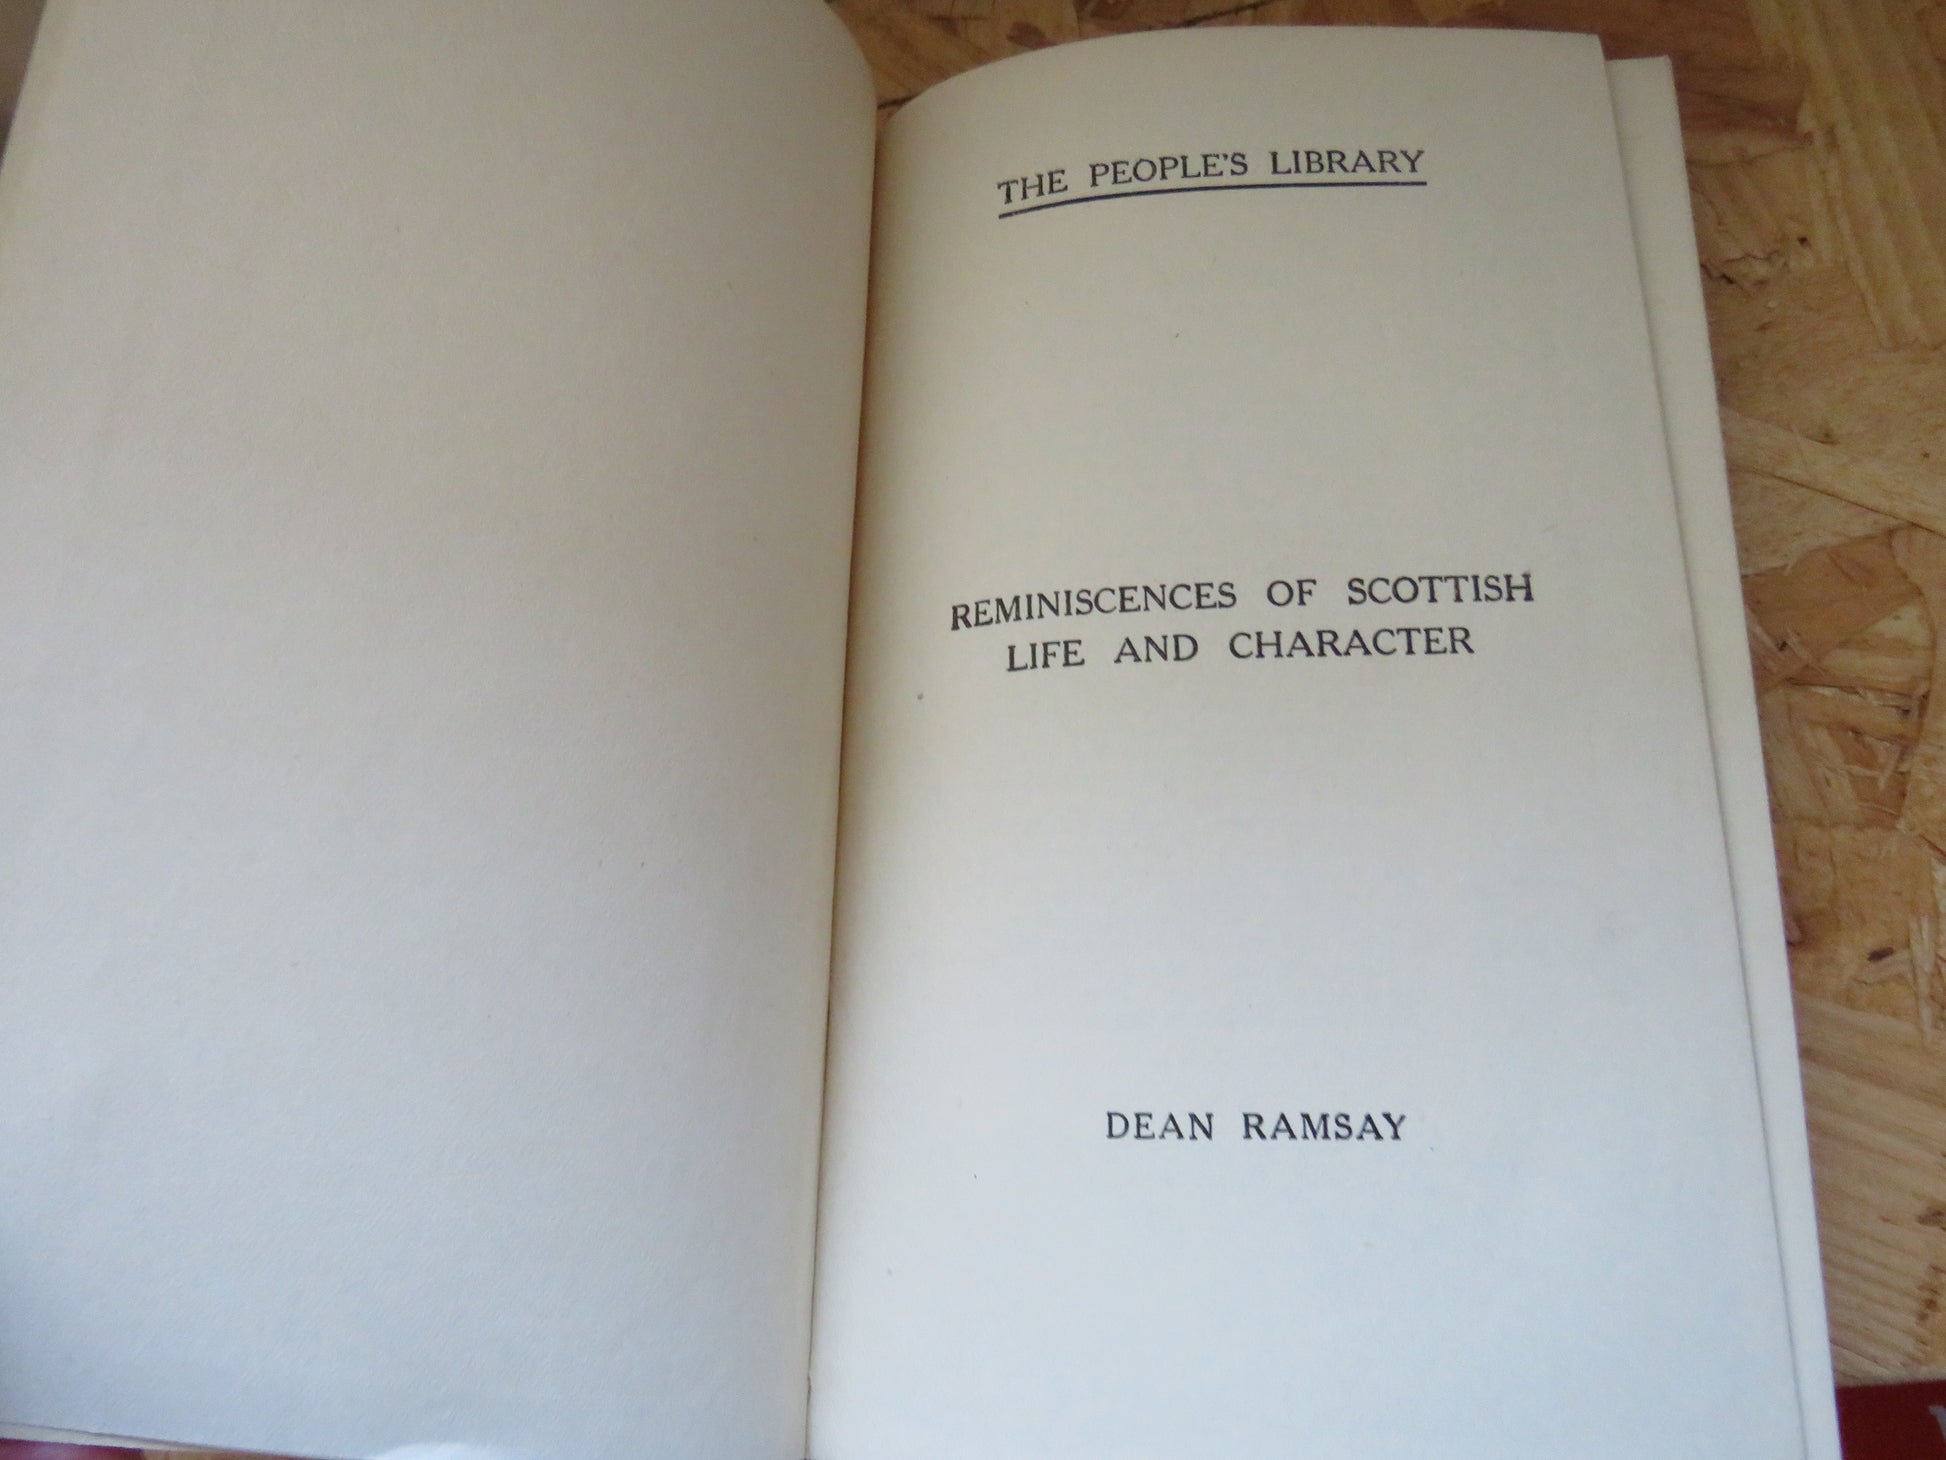 THE PEOPLE'S LIBRARY
REMINISCENCES OF SCOTTISH
LIFE AND CHARACTER
DEAN RAMSAY